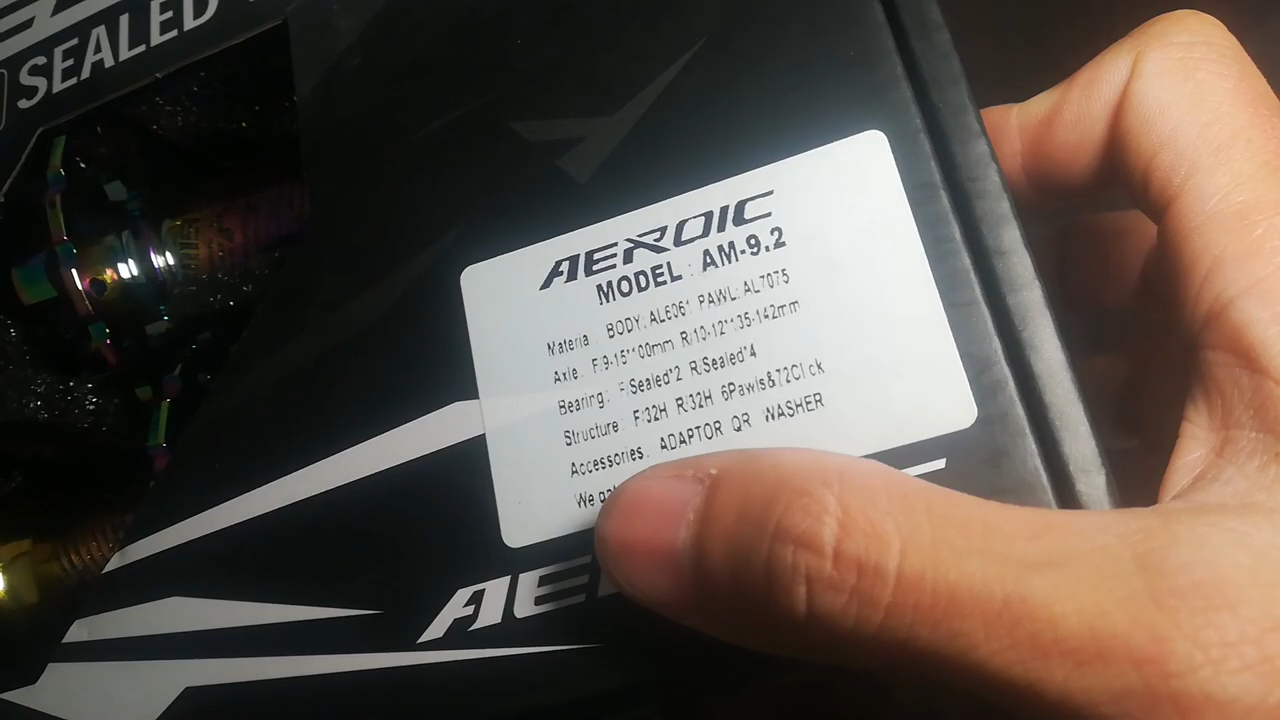 SEALED
AEROIC
MODEL : AM-9.2
Materia : BODY: AL6061 PAWL: AL7075
Axle: F:9-15*100mm R/10-12*135-142mm
Bearing: F/Sealed*2 R/Sealed*4
Structure: F:32H R:32H 6Pawls&72Click
Accessories: ADAPTOR QR WASHER
We